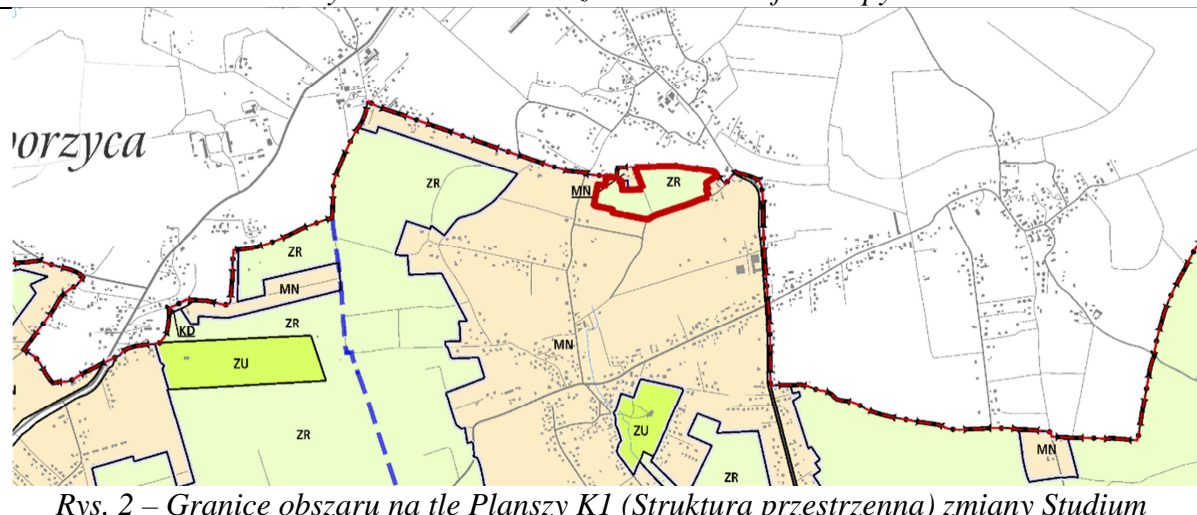 orzyca
ZR
MN
ZR
ZR
MN
ZR
KD
ZU
MN
ZR
ZU
MN
ZR
Rys. 2 – Granice obszaru na tle Planszy K1 (Struktura przestrzenna) zmiany Studium